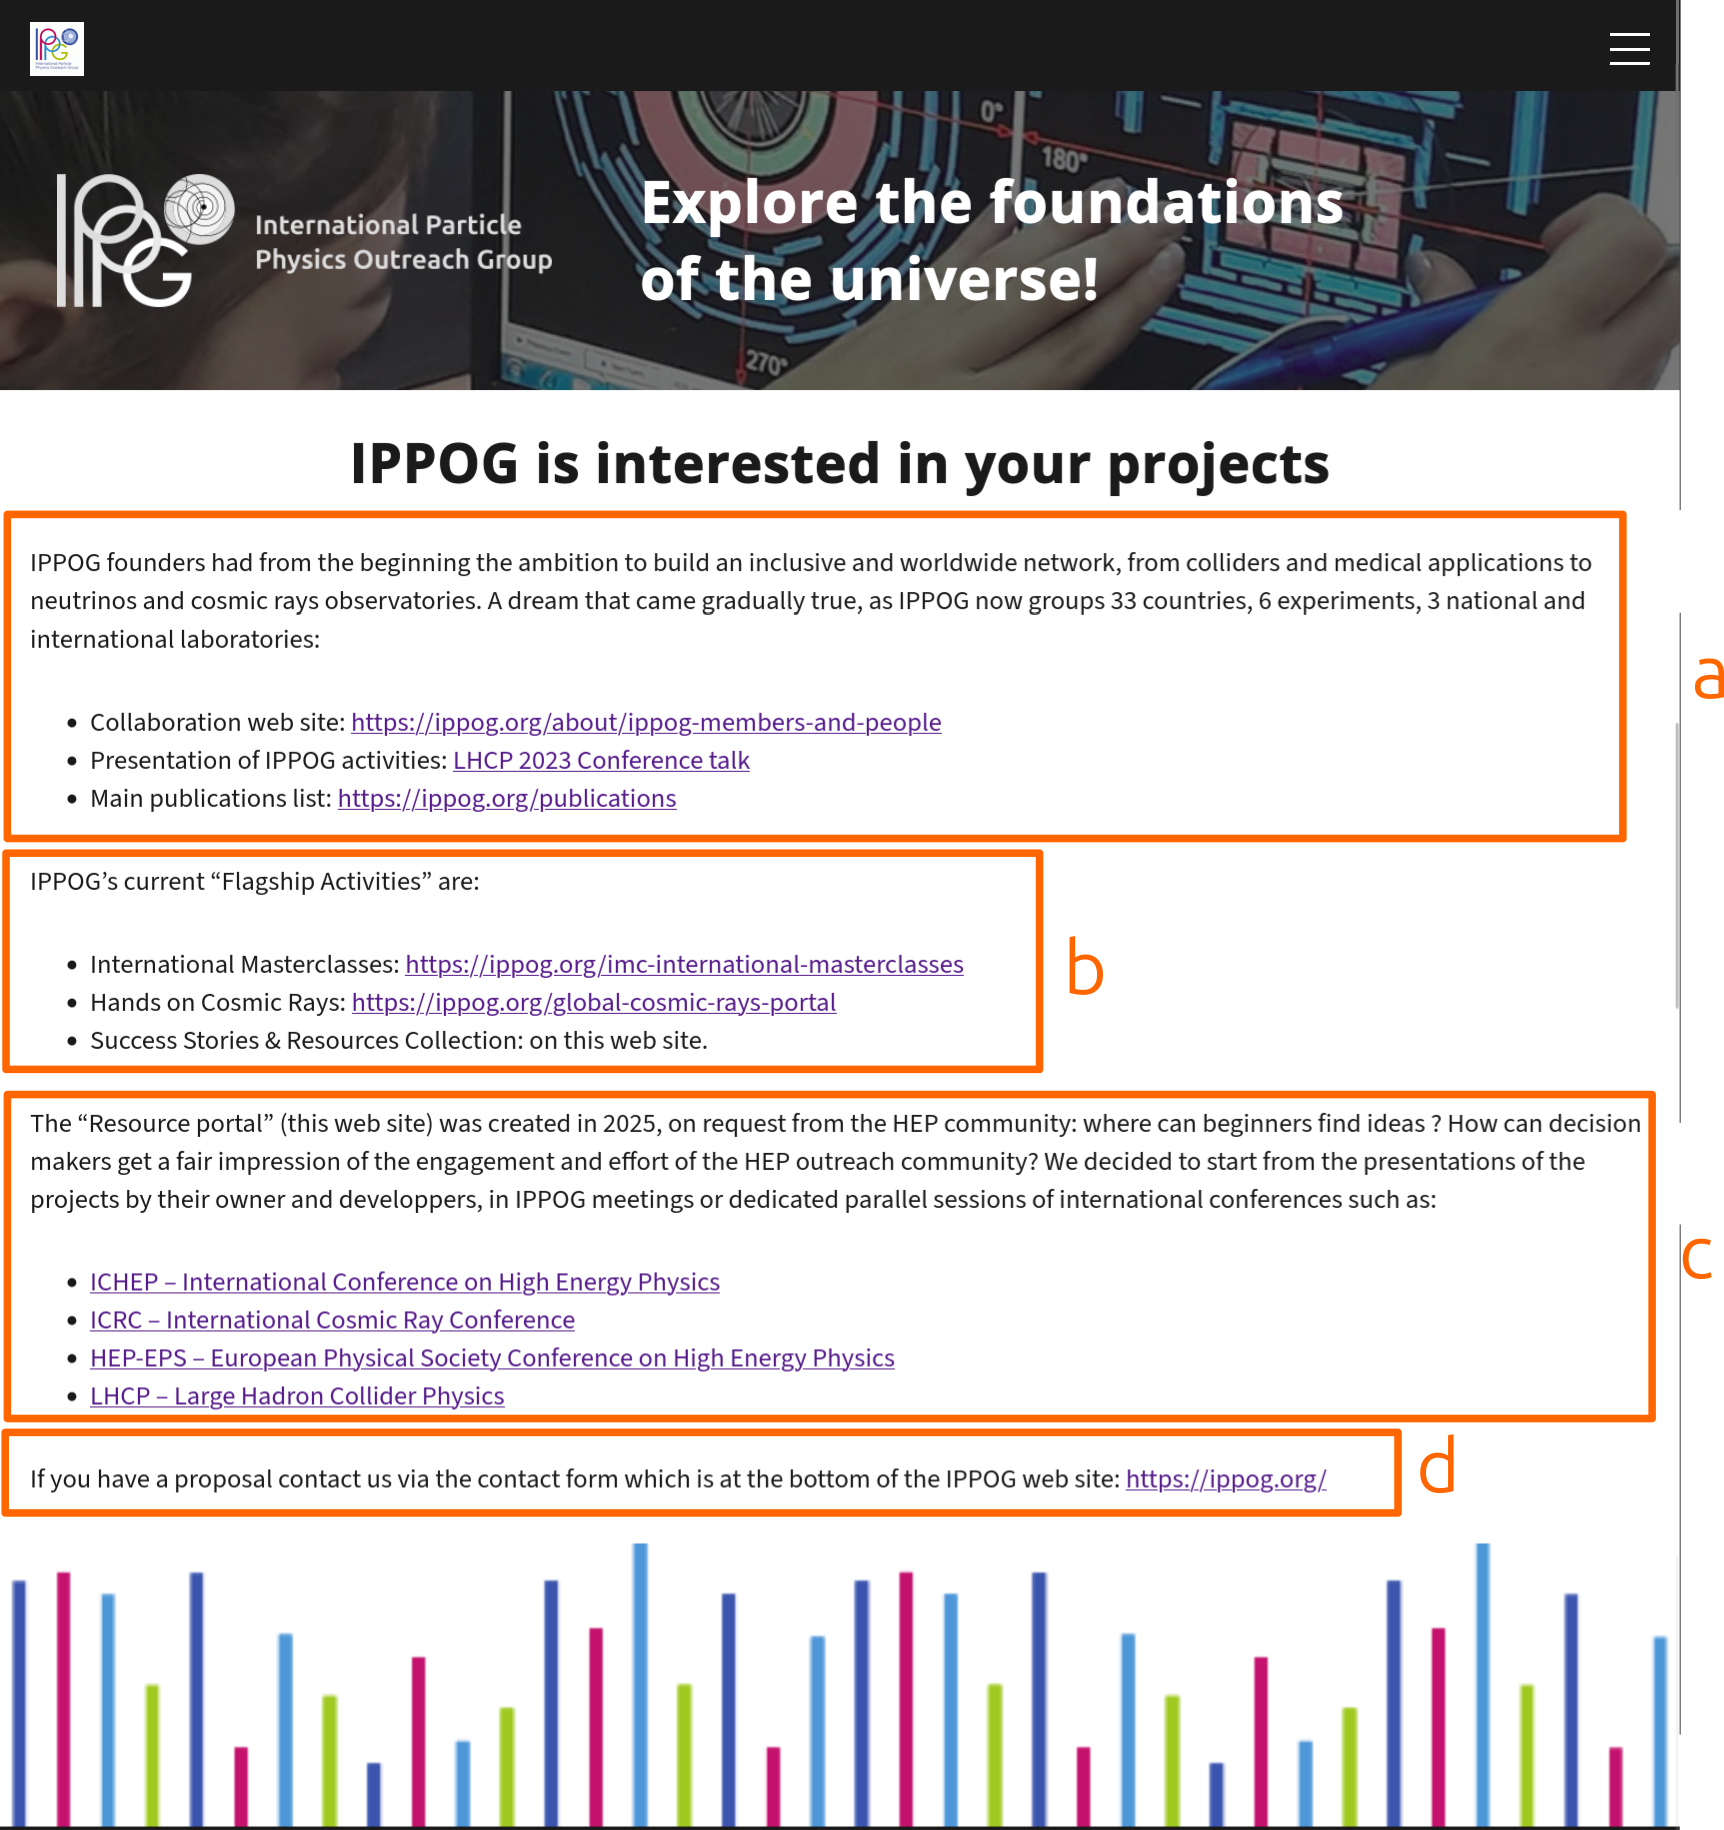 International Particle
Physics Outreach Group
International Particle
Physics Outreach Group
Explore the foundations
of the universe!
0°
180°
270°
IPPOG is interested in your projects
IPPOG founders had from the beginning the ambition to build an inclusive and worldwide network, from colliders and medical applications to
neutrinos and cosmic rays observatories. A dream that came gradually true, as IPPOG now groups 33 countries, 6 experiments, 3 national and
international laboratories:
a
• Collaboration web site: https://ippog.org/about/ippog-members-and-people
• Presentation of IPPOG activities: LHCP 2023 Conference talk
• Main publications list: https://ippog.org/publications
IPPOG’s current “Flagship Activities” are:
b
• International Masterclasses: https://ippog.org/imc-international-masterclasses
• Hands on Cosmic Rays: https://ippog.org/global-cosmic-rays-portal
• Success Stories & Resources Collection: on this web site.
The “Resource portal” (this web site) was created in 2025, on request from the HEP community: where can beginners find ideas ? How can decision
makers get a fair impression of the engagement and effort of the HEP outreach community? We decided to start from the presentations of the
projects by their owner and developpers, in IPPOG meetings or dedicated parallel sessions of international conferences such as:
c
• ICHEP – International Conference on High Energy Physics
• ICRC – International Cosmic Ray Conference
• HEP-EPS – European Physical Society Conference on High Energy Physics
• LHCP – Large Hadron Collider Physics
d
If you have a proposal contact us via the contact form which is at the bottom of the IPPOG web site: https://ippog.org/